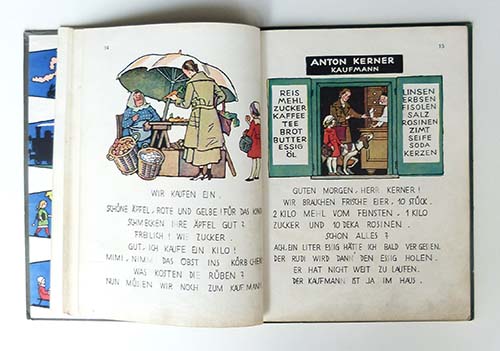 14
WIR KAUFEN EIN.
SCHÖNE ÄPFEL, ROTE UND GELBE! FÜR DAS KIND
SCHMECKEN IHRE ÄPFEL GUT?
FREILICH! WIE ZUCKER.
GUT, ICH KAUFE EIN KILO!
MIMI, NIMM DAS OBST INS KÖRBCHEN
WAS KOSTEN DIE RÜBEN?
NUN MÜSSEN WIR NOCH ZUM KAUFMANN
15
ANTON KERNER
KAUFMANN
REIS
MEHL
ZUCKER
KAFFEE
TEE
BROT
BUTTER
ESSIG
ÖL
LINSEN
ERBSEN
FISOLEN
SALZ
ROSINEN
ZIMT
SEIFE
SODA
KERZEN
GUTEN MORGEN, HERR KERNER!
WIR BRAUCHEN FRISCHE EIER, 10 STÜCK.
2 KILO MEHL VOM FEINSTEN, 1 KILO
ZUCKER UND 10 DEKA ROSINEN.
SCHON ALLES?
ACH, EIN LITER ESSIG HÄTTE ICH BALD VERGESSEN.
DER RUDI WIRD DANN DEN ESSIG HOLEN.
ER HAT NICHT WEIT ZU LAUFEN.
DER KAUFMANN IST JA IM HAUS.